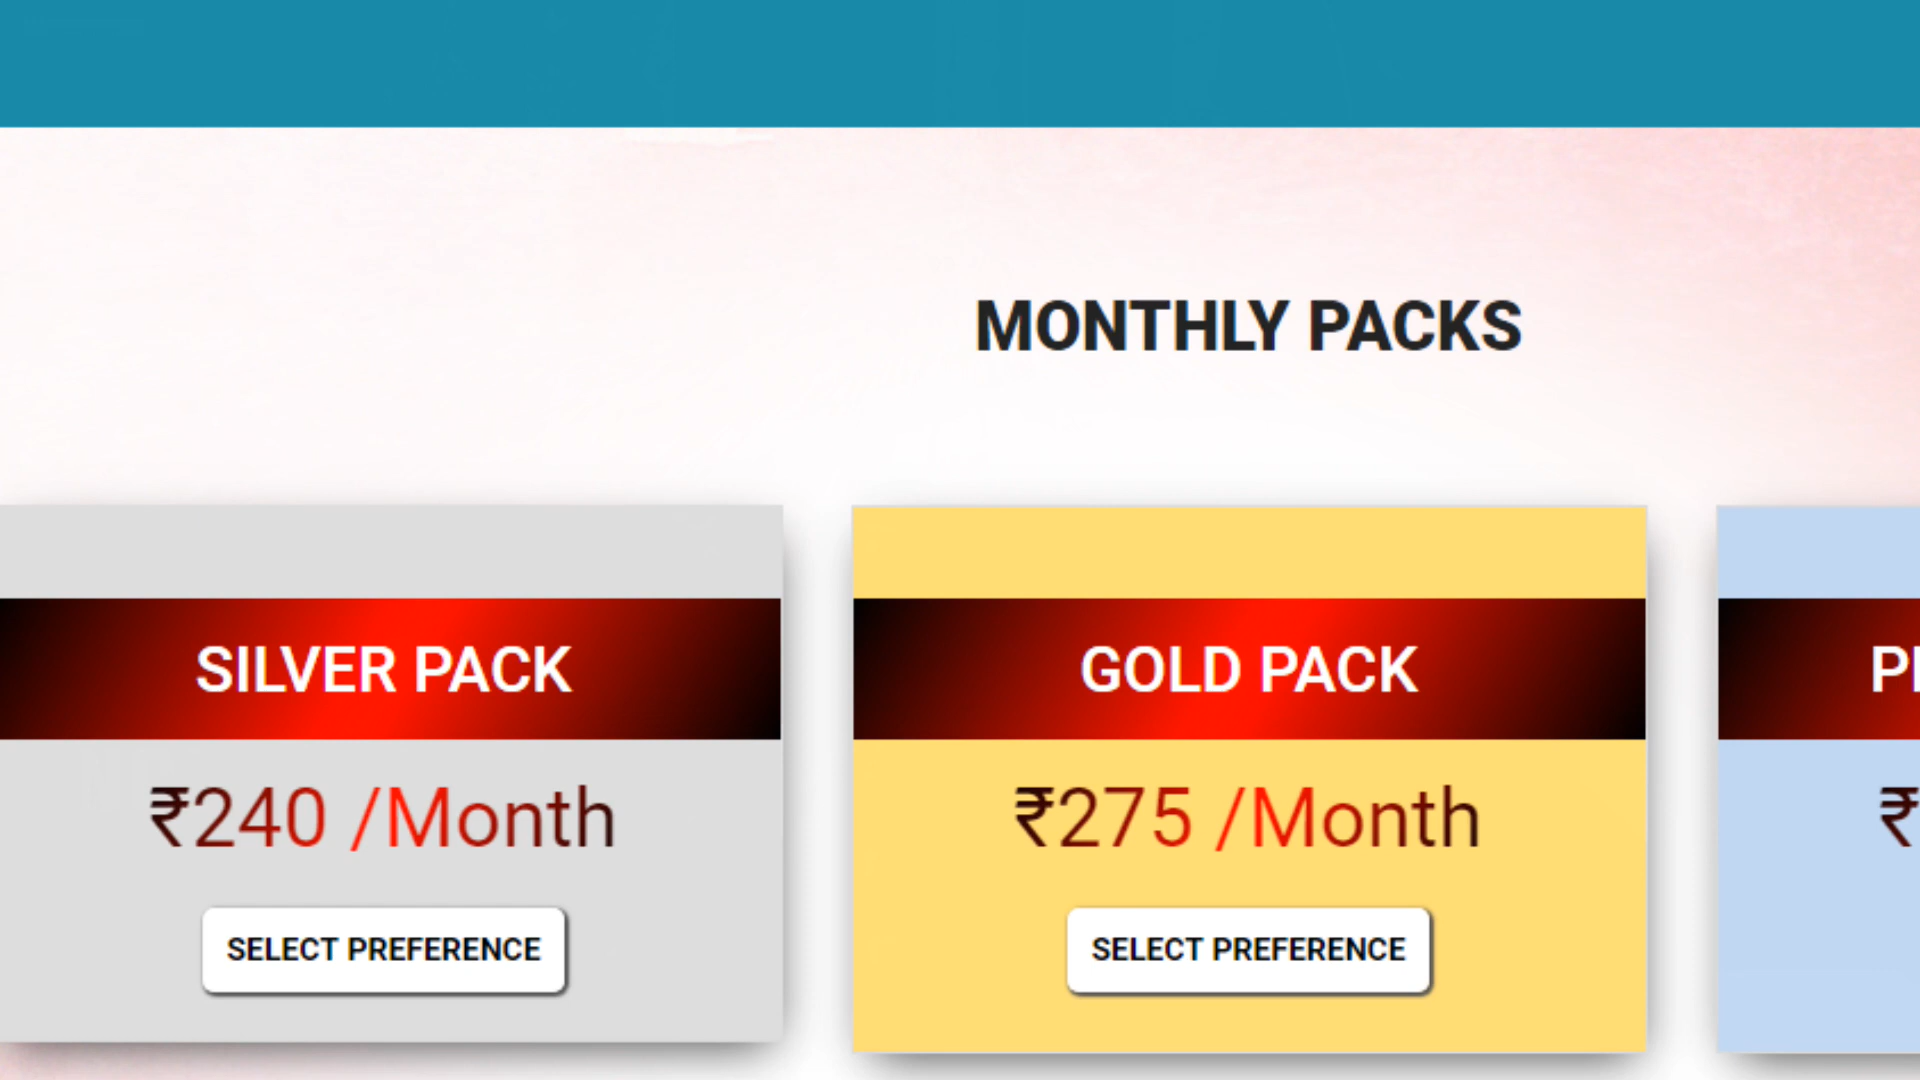 MONTHLY PACKS
SILVER PACK
₹240 /Month
SELECT PREFERENCE
GOLD PACK
₹275 /Month
SELECT PREFERENCE
₹